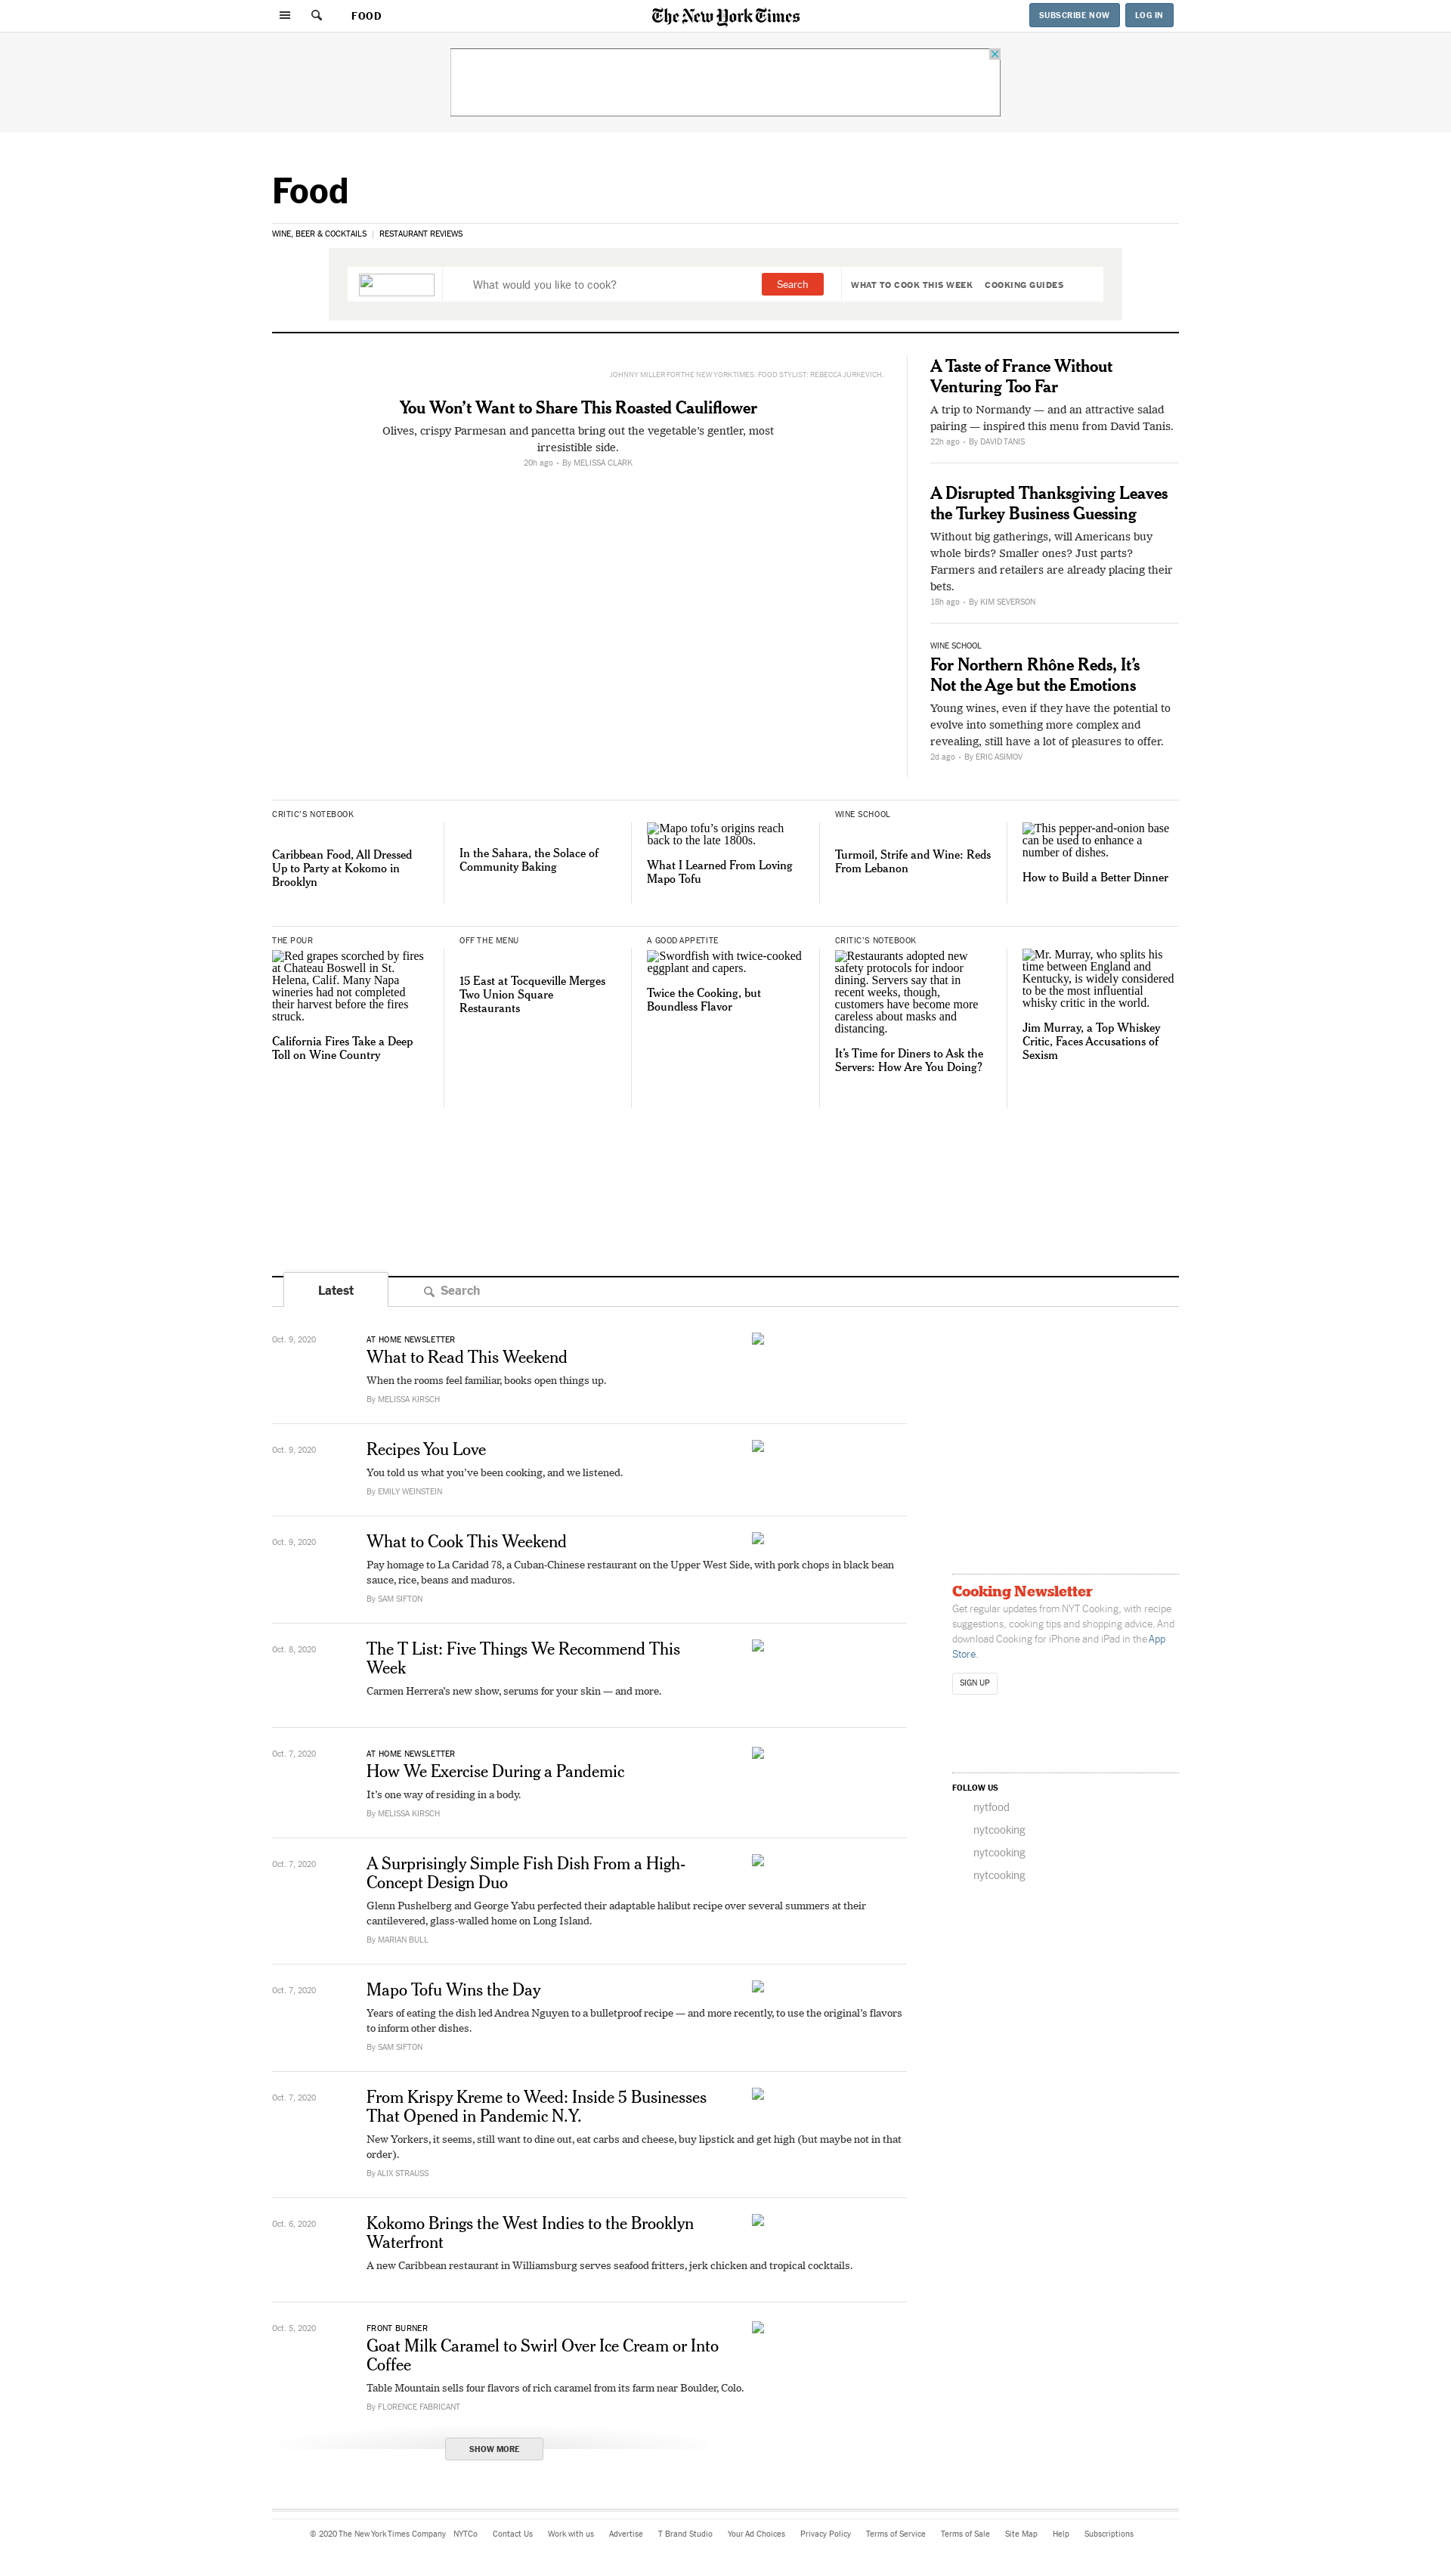 FOOD
The New York Times
SUBSCRIBE NOW
LOG IN
Food
WINE, BEER & COCKTAILS | RESTAURANT REVIEWS
What would you like to cook?
Search
WHAT TO COOK THIS WEEK
COOKING GUIDES
JOHNNY MILLER FOR THE NEW YORK TIMES. FOOD STYLIST: REBECCA JURKEVICH.
You Won’t Want to Share This Roasted Cauliflower
Olives, crispy Parmesan and pancetta bring out the vegetable’s gentler, most
irresistible side.
20h ago • By MELISSA CLARK
A Taste of France Without
Venturing Too Far
A trip to Normandy — and an attractive salad
pairing — inspired this menu from David Tanis.
22h ago • By DAVID TANIS
A Disrupted Thanksgiving Leaves
the Turkey Business Guessing
Without big gatherings, will Americans buy
whole birds? Smaller ones? Just parts?
Farmers and retailers are already placing their
bets.
18h ago • By KIM SEVERSON
WINE SCHOOL
For Northern Rhône Reds, It’s
Not the Age but the Emotions
Young wines, even if they have the potential to
evolve into something more complex and
revealing, still have a lot of pleasures to offer.
2d ago • By ERIC ASIMOV
CRITIC’S NOTEBOOK
Caribbean Food, All Dressed
Up to Party at Kokomo in
Brooklyn
In the Sahara, the Solace of
Community Baking
Mapo tofu’s origins reach
back to the late 1800s.
What I Learned From Loving
Mapo Tofu
WINE SCHOOL
Turmoil, Strife and Wine: Reds
From Lebanon
This pepper-and-onion base
can be used to enhance a
number of dishes.
How to Build a Better Dinner
THE POUR
Red grapes scorched by fires
at Chateau Boswell in St.
Helena, Calif. Many Napa
wineries had not completed
their harvest before the fires
struck.
California Fires Take a Deep
Toll on Wine Country
OFF THE MENU
15 East at Tocqueville Merges
Two Union Square
Restaurants
A GOOD APPETITE
Swordfish with twice-cooked
eggplant and capers.
Twice the Cooking, but
Boundless Flavor
CRITIC’S NOTEBOOK
Restaurants adopted new
safety protocols for indoor
dining. Servers say that in
recent weeks, though,
customers have become more
careless about masks and
distancing.
It’s Time for Diners to Ask the
Servers: How Are You Doing?
Mr. Murray, who splits his
time between England and
Kentucky, is widely considered
to be the most influential
whisky critic in the world.
Jim Murray, a Top Whiskey
Critic, Faces Accusations of
Sexism
Latest
Search
Oct. 9, 2020
AT HOME NEWSLETTER
What to Read This Weekend
When the rooms feel familiar, books open things up.
By MELISSA KIRSCH
Oct. 9, 2020
Recipes You Love
You told us what you’ve been cooking, and we listened.
By EMILY WEINSTEIN
Oct. 9, 2020
What to Cook This Weekend
Pay homage to La Caridad 78, a Cuban-Chinese restaurant on the Upper West Side, with pork chops in black bean
sauce, rice, beans and maduros.
By SAM SIFTON
Oct. 8, 2020
The T List: Five Things We Recommend This
Week
Carmen Herrera’s new show, serums for your skin — and more.
Oct. 7, 2020
AT HOME NEWSLETTER
How We Exercise During a Pandemic
It’s one way of residing in a body.
By MELISSA KIRSCH
Oct. 7, 2020
A Surprisingly Simple Fish Dish From a High-
Concept Design Duo
Glenn Pushelberg and George Yabu perfected their adaptable halibut recipe over several summers at their
cantilevered, glass-walled home on Long Island.
By MARIAN BULL
Oct. 7, 2020
Mapo Tofu Wins the Day
Years of eating the dish led Andrea Nguyen to a bulletproof recipe — and more recently, to use the original’s flavors
to inform other dishes.
By SAM SIFTON
Oct. 7, 2020
From Krispy Kreme to Weed: Inside 5 Businesses
That Opened in Pandemic N.Y.
New Yorkers, it seems, still want to dine out, eat carbs and cheese, buy lipstick and get high (but maybe not in that
order).
By ALIX STRAUSS
Oct. 6, 2020
Kokomo Brings the West Indies to the Brooklyn
Waterfront
A new Caribbean restaurant in Williamsburg serves seafood fritters, jerk chicken and tropical cocktails.
Oct. 5, 2020
FRONT BURNER
Goat Milk Caramel to Swirl Over Ice Cream or Into
Coffee
Table Mountain sells four flavors of rich caramel from its farm near Boulder, Colo.
By FLORENCE FABRICANT
SHOW MORE
Cooking Newsletter
Get regular updates from NYT Cooking, with recipe
suggestions, cooking tips and shopping advice. And
download Cooking for iPhone and iPad in the App
Store.
SIGN UP
FOLLOW US
nytfood
nytcooking
nytcooking
nytcooking
© 2020 The New York Times Company NYTCo Contact Us Work with us Advertise T Brand Studio Your Ad Choices Privacy Policy Terms of Service Terms of Sale Site Map Help Subscriptions